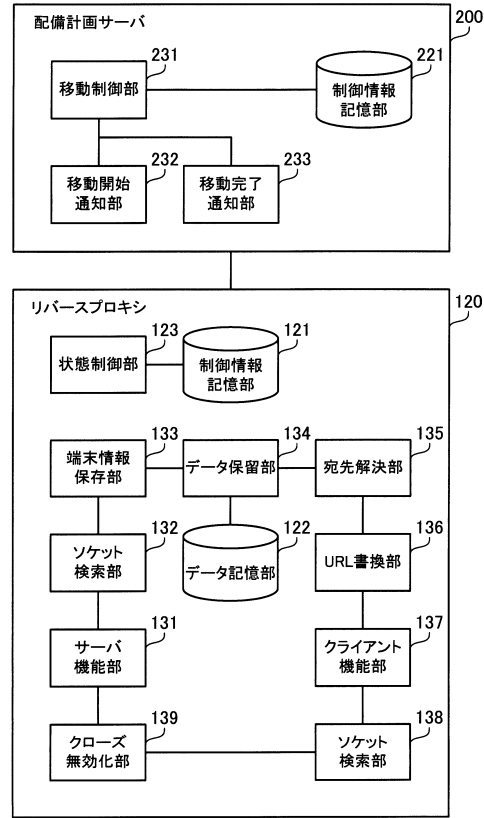 配備計画サーバ
200
231
移動制御部
221
制御情報
記憶部
232
移動開始
通知部
233
移動完了
通知部
リバースプロキシ
120
123
状態制御部
121
制御情報
記憶部
133
端末情報
保存部
134
データ保留部
135
宛先解決部
132
ソケット
検索部
122
データ記憶部
136
URL書換部
131
サーバ
機能部
137
クライアント
機能部
139
クローズ
無効化部
138
ソケット
検索部